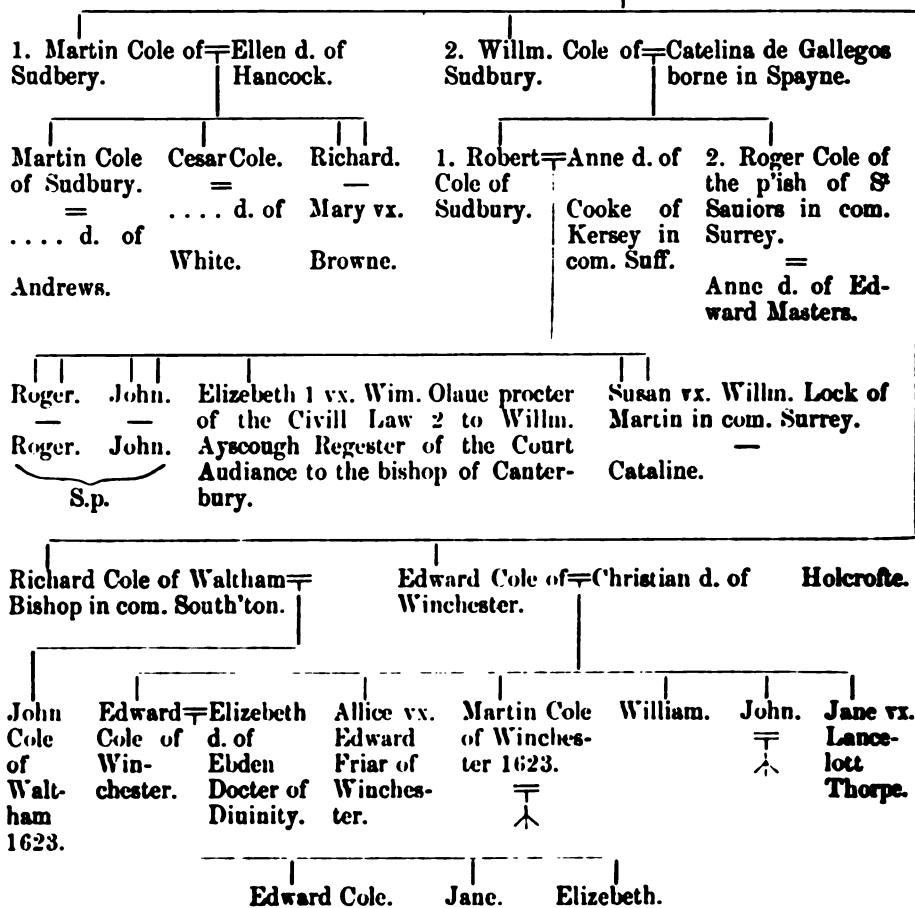 1. Martin Cole of
Sudbery.
Ellen d. of
Hancock.
2. Willm. Cole of
Sudbury.
Catelina de Gallegos
borne in Spayne.
Martin Cole
of Sudbury.
=
.... d. of
Andrews.
Cesar Cole.
=
.... d. of
White.
Richard.
—
Mary vx.
Browne.
1. Robert
Cole of
Sudbury.
Anne d. of
Cooke of
Kersey in
com. Suff.
2. Roger Cole of
the p'ish of St
Sauiors in com.
Surrey.
=
Anne d. of Ed-
ward Masters.
Roger.
—
Roger.
John.
—
John.
S.p.
Elizebeth 1 vx. Wim. Olaue procter
of the Civill Law 2 to Willm.
Ayscough Regester of the Court
Audiance to the bishop of Canter-
bury.
Susan vx. Willm. Lock of
Martin in com. Surrey.
—
Cataline.
Richard Cole of Waltham
Bishop in com. South'ton.
Edward Cole of
Winchester.
Christian d. of Holcrofte.
John
Cole
of
Walt-
ham
1623.
Edward
Cole of
Win-
chester.
Elizebeth
d. of
Ebden
Docter of
Diuinity.
Allice vx.
Edward
Friar of
Winches-
ter.
Martin Cole
of Winches-
ter 1623.
William.
John.
Jane vx.
Lance-
lott
Thorpe.
Edward Cole.
Jane.
Elizebeth.